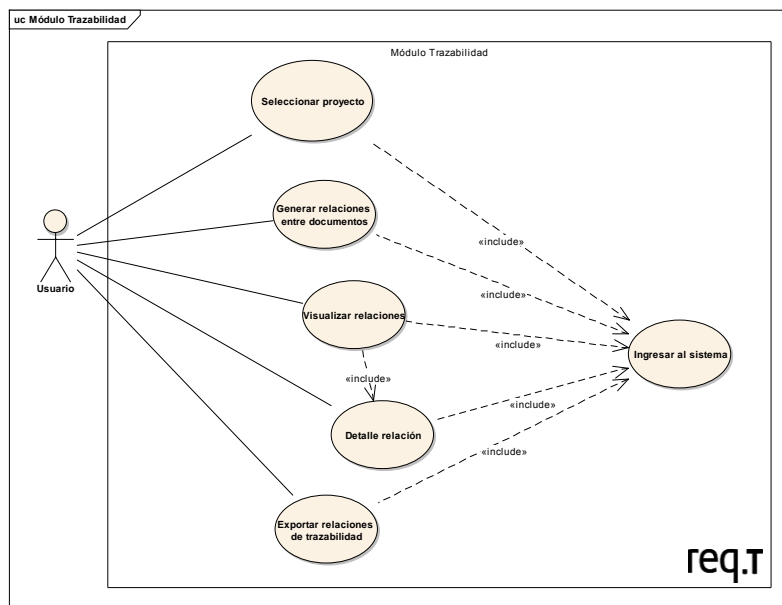 uc Módulo Trazabilidad
Módulo Trazabilidad
Seleccionar proyecto
Generar relaciones
entre documentos
«include»
«include»
Usuario
Visualizar relaciones
«include»
Ingresar al sistema
«include»
«include»
Detalle relación
«include»
Exportar relaciones
de trazabilidad
req.T